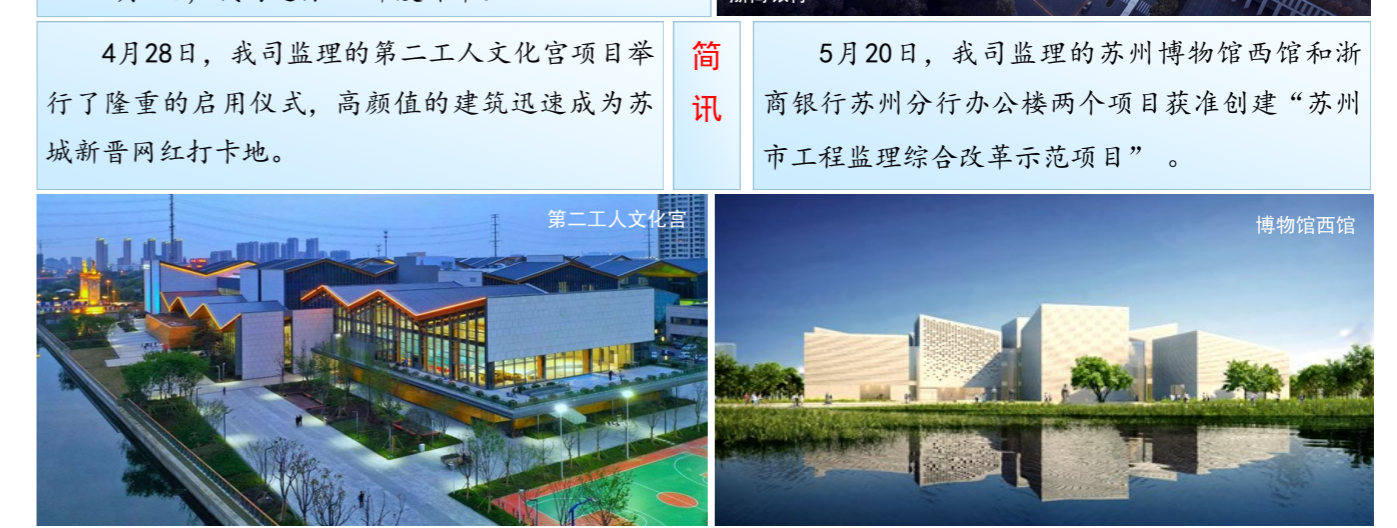 4月28日，我司监理的第二工人文化宫项目举
行了隆重的启用仪式，高颜值的建筑迅速成为苏
城新晋网红打卡地。
简
讯
5月20日，我司监理的苏州博物馆西馆和浙
商银行苏州分行办公楼两个项目获准创建“苏州
市工程监理综合改革示范项目” 。
第二工人文化宫
博物馆西馆